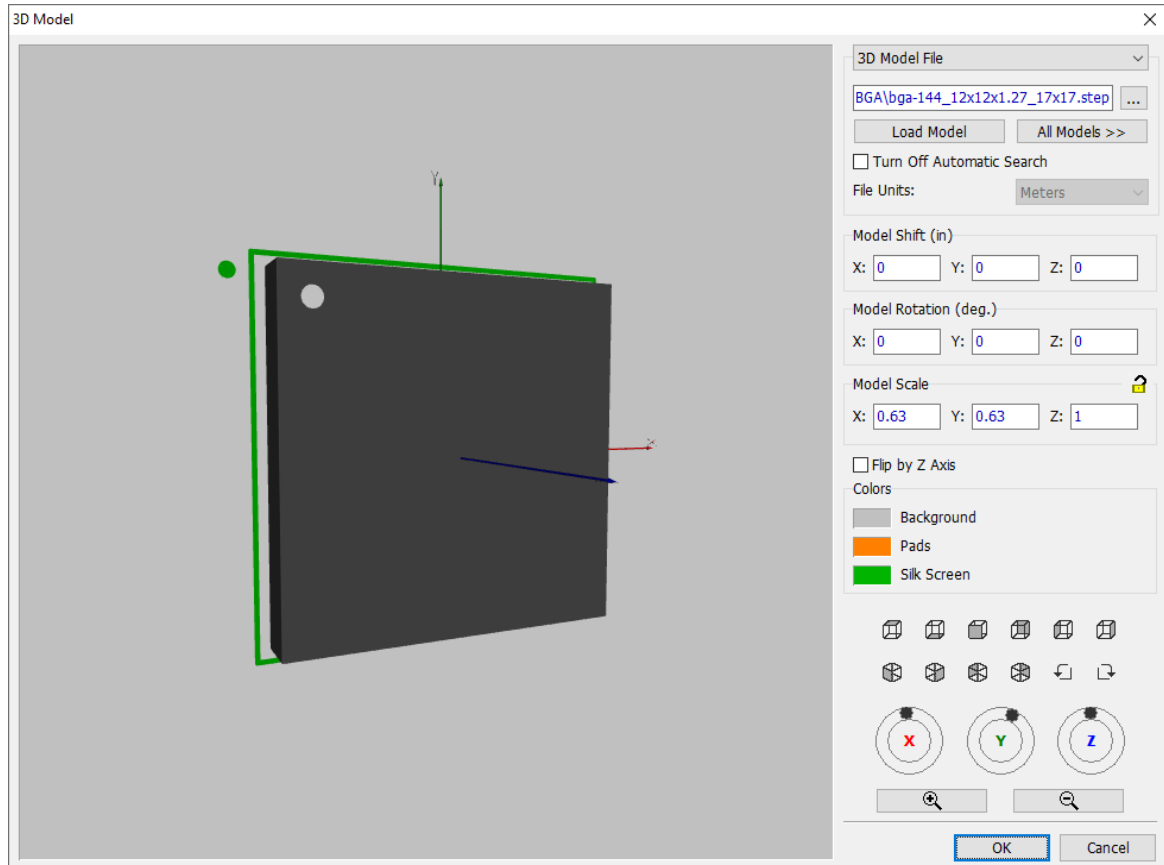 3D Model
3D Model File
BGA\bga-144_12x12x1.27_17x17.step ...
Load Model All Models >>
Turn Off Automatic Search
File Units: Meters
Model Shift (in)
X: 0 Y: 0 Z: 0
Model Rotation (deg.)
X: 0 Y: 0 Z: 0
Model Scale
X: 0.63 Y: 0.63 Z: 1
Flip by Z Axis
Colors
Background
Pads
Silk Screen
X Y Z
OK Cancel
Y
X